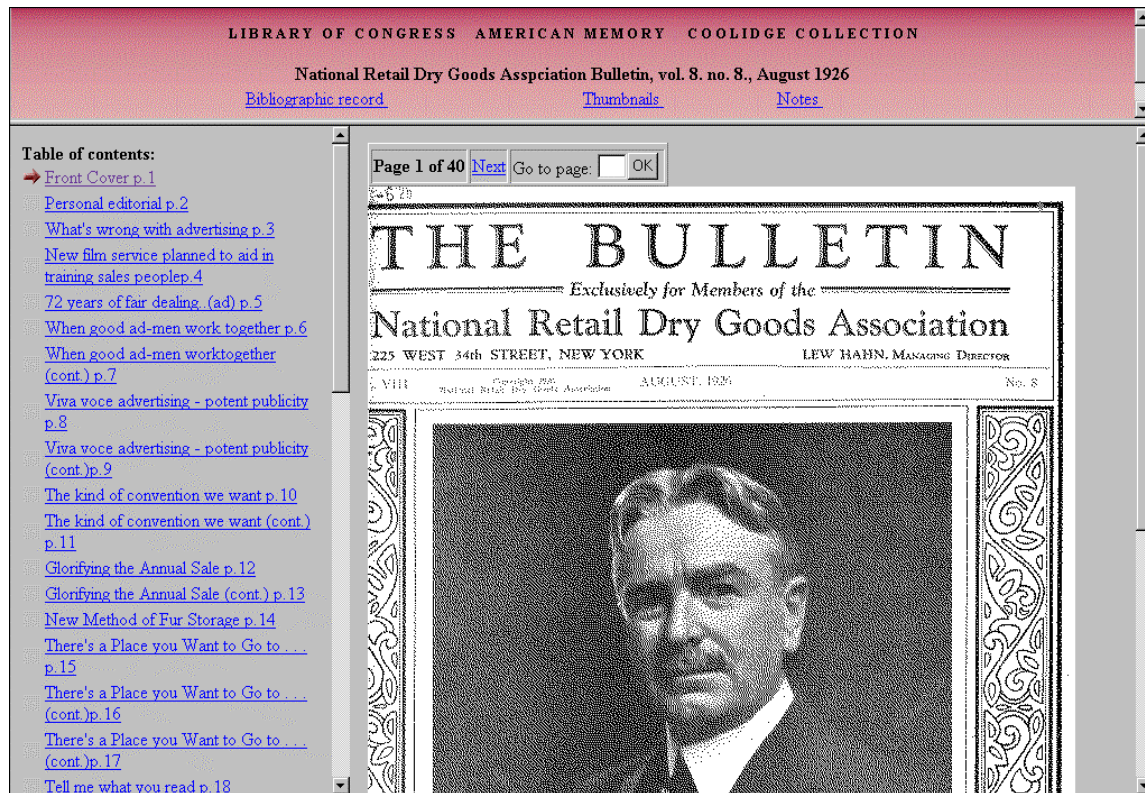 LIBRARY OF CONGRESS AMERICAN MEMORY COOLIDGE COLLECTION
National Retail Dry Goods Asspciation Bulletin, vol. 8. no. 8., August 1926
Bibliographic record Thumbnails Notes
Table of contents:
Front Cover p.1
Personal editorial p.2
What's wrong with advertising p.3
New film service planned to aid in
training sales peoplep.4
72 years of fair dealing..(ad) p.5
When good ad-men work together p.6
When good ad-men worktogether
(cont.) p.7
Viva voce advertising - potent publicity
p.8
Viva voce advertising - potent publicity
(cont.)p.9
The kind of convention we want p.10
The kind of convention we want (cont.)
p.11
Glorifying the Annual Sale p.12
Glorifying the Annual Sale (cont.) p.13
New Method of Fur Storage p.14
There's a Place you Want to Go to . . .
p.15
There's a Place you Want to Go to . . .
(cont.)p.16
There's a Place you Want to Go to . . .
(cont.)p.17
Tell me what you read p.18
Page 1 of 40 Next Go to page: OK
THE BULLETIN
Exclusively for Members of the
National Retail Dry Goods Association
225 WEST 34th STREET, NEW YORK LEW HAHN, MANAGING DIRECTOR
VIII Copyright 1926 AUGUST, 1926 No. 8
National Retail Dry Goods Association